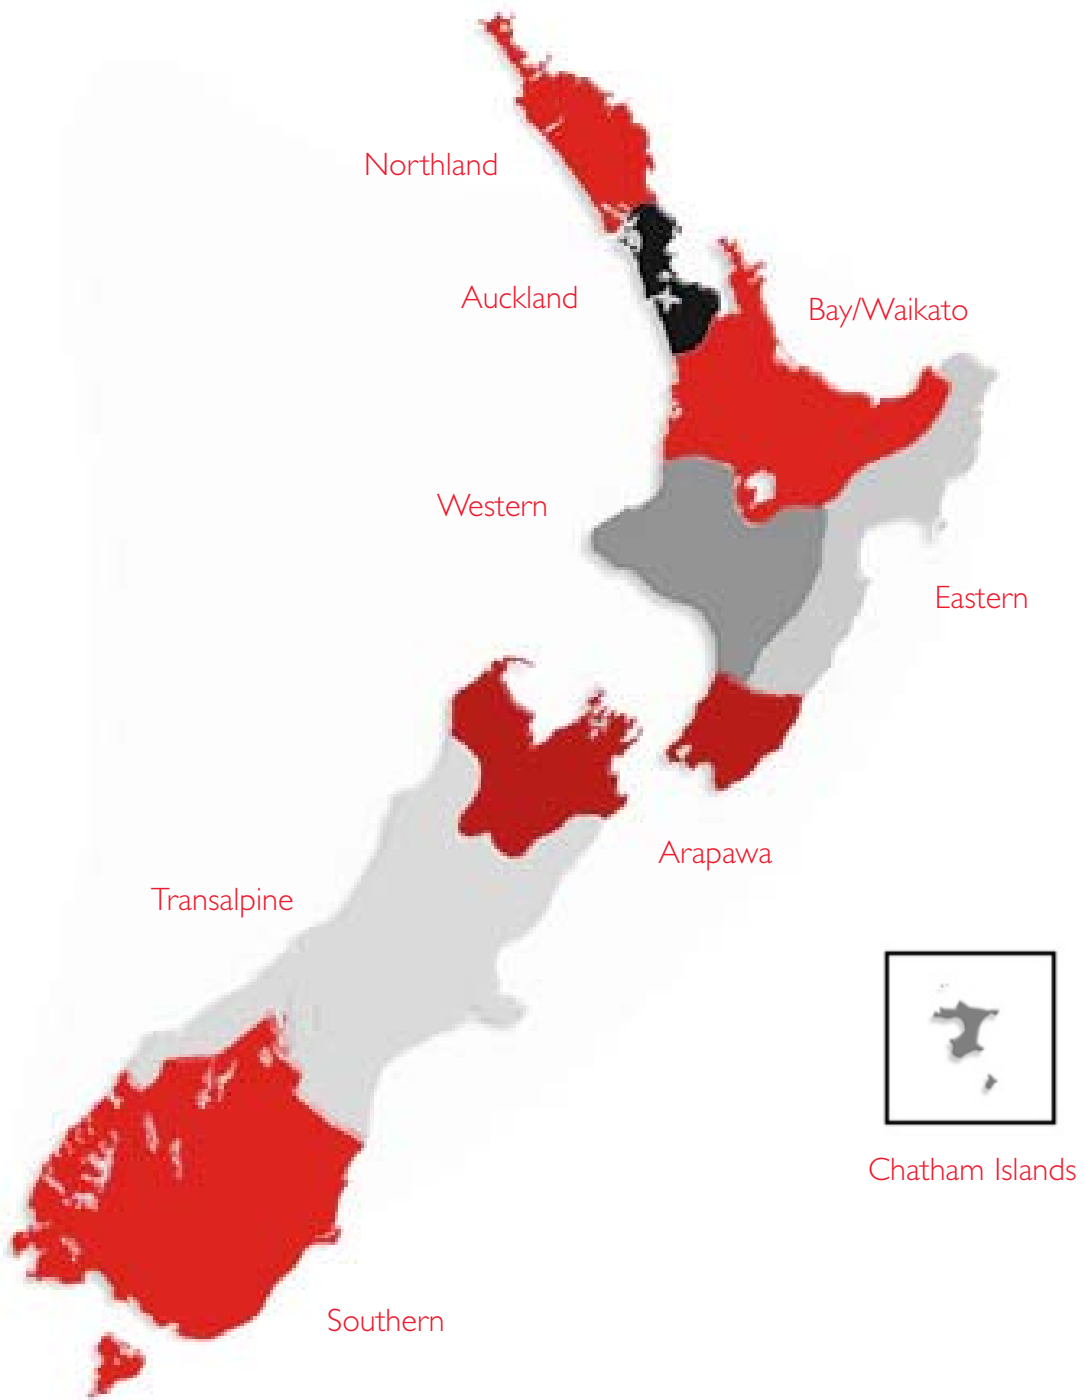 Northland
Auckland
Bay/Waikato
Western
Eastern
Arapawa
Transalpine
Chatham Islands
Southern